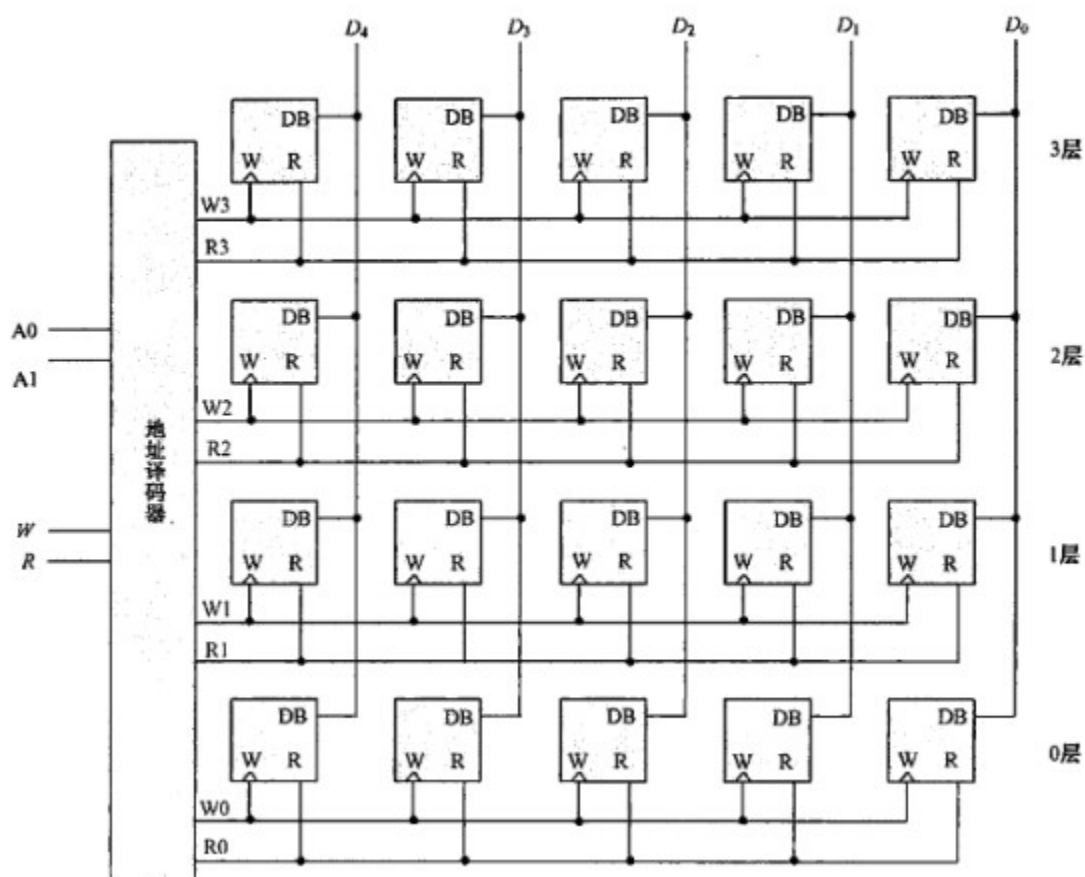 D4 D3 D2 D1 D0
DB DB DB DB DB
W R W R W R W R W R
3层
W3
R3
DB DB DB DB DB
W R W R W R W R W R
2层
A0
A1
W2
R2
地址译码器
DB DB DB DB DB
W R W R W R W R W R
1层
W
R
W1
R1
DB DB DB DB DB
W R W R W R W R W R
0层
W0
R0